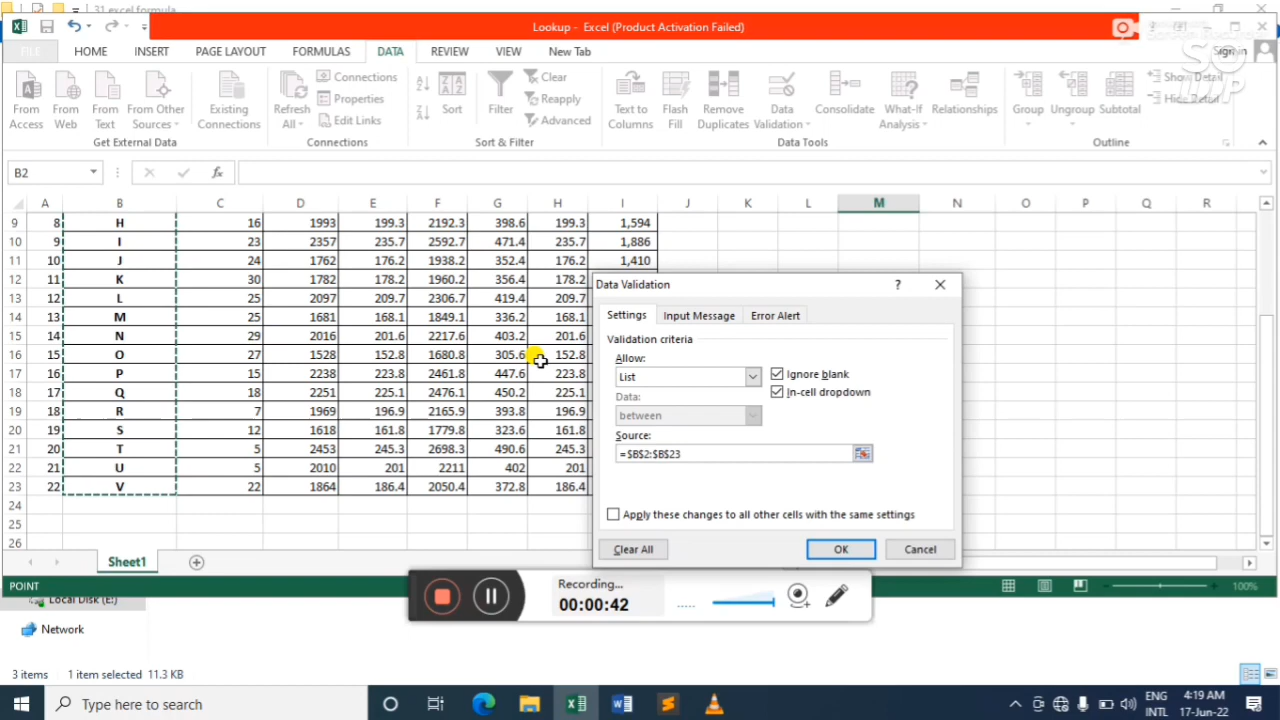 31 excel formula
Lookup - Excel (Product Activation Failed)
FILE HOME INSERT PAGE LAYOUT FORMULAS DATA REVIEW VIEW New Tab Sign in
From Access
From Web
From Text
From Other Sources
Existing Connections
Refresh All
Connections
Properties
Edit Links
Sort
Filter
Clear
Reapply
Advanced
Text to Columns
Flash Fill
Remove Duplicates
Data Validation
Consolidate
What-If Analysis
Relationships
Group
Ungroup
Subtotal
Show Detail
Hide Detail
Get External Data Connections Sort & Filter Data Tools Outline
B2 fx
A B C D E F G H I J K L M N O P Q R
9 8 H 16 1993 199.3 2192.3 398.6 199.3 1,594
10 9 I 23 2357 235.7 2592.7 471.4 235.7 1,886
11 10 J 24 1762 176.2 1938.2 352.4 176.2 1,410
12 11 K 30 1782 178.2 1960.2 356.4 178.2
13 12 L 25 2097 209.7 2306.7 419.4 209.7
14 13 M 25 1681 168.1 1849.1 336.2 168.1
15 14 N 29 2016 201.6 2217.6 403.2 201.6
16 15 O 27 1528 152.8 1680.8 305.6 152.8
17 16 P 15 2238 223.8 2461.8 447.6 223.8
18 17 Q 18 2251 225.1 2476.1 450.2 225.1
19 18 R 7 1969 196.9 2165.9 393.8 196.9
20 19 S 12 1618 161.8 1779.8 323.6 161.8
21 20 T 5 2453 245.3 2698.3 490.6 245.3
22 21 U 5 2010 201 2211 402 201
23 22 V 22 1864 186.4 2050.4 372.8 186.4
24
25
26
Data Validation ?
Settings Input Message Error Alert
Validation criteria
Allow:
List
Ignore blank
Data:
In-cell dropdown
between
Source:
=$B$2:$B$23
Apply these changes to all other cells with the same settings
Clear All OK Cancel
Sheet1
POINT 100%
Recording...
00:00:42
Local Disk (E:)
Network
3 items 1 item selected 11.3 KB
Type here to search
ENG
INTL
4:19 AM
17-Jun-22